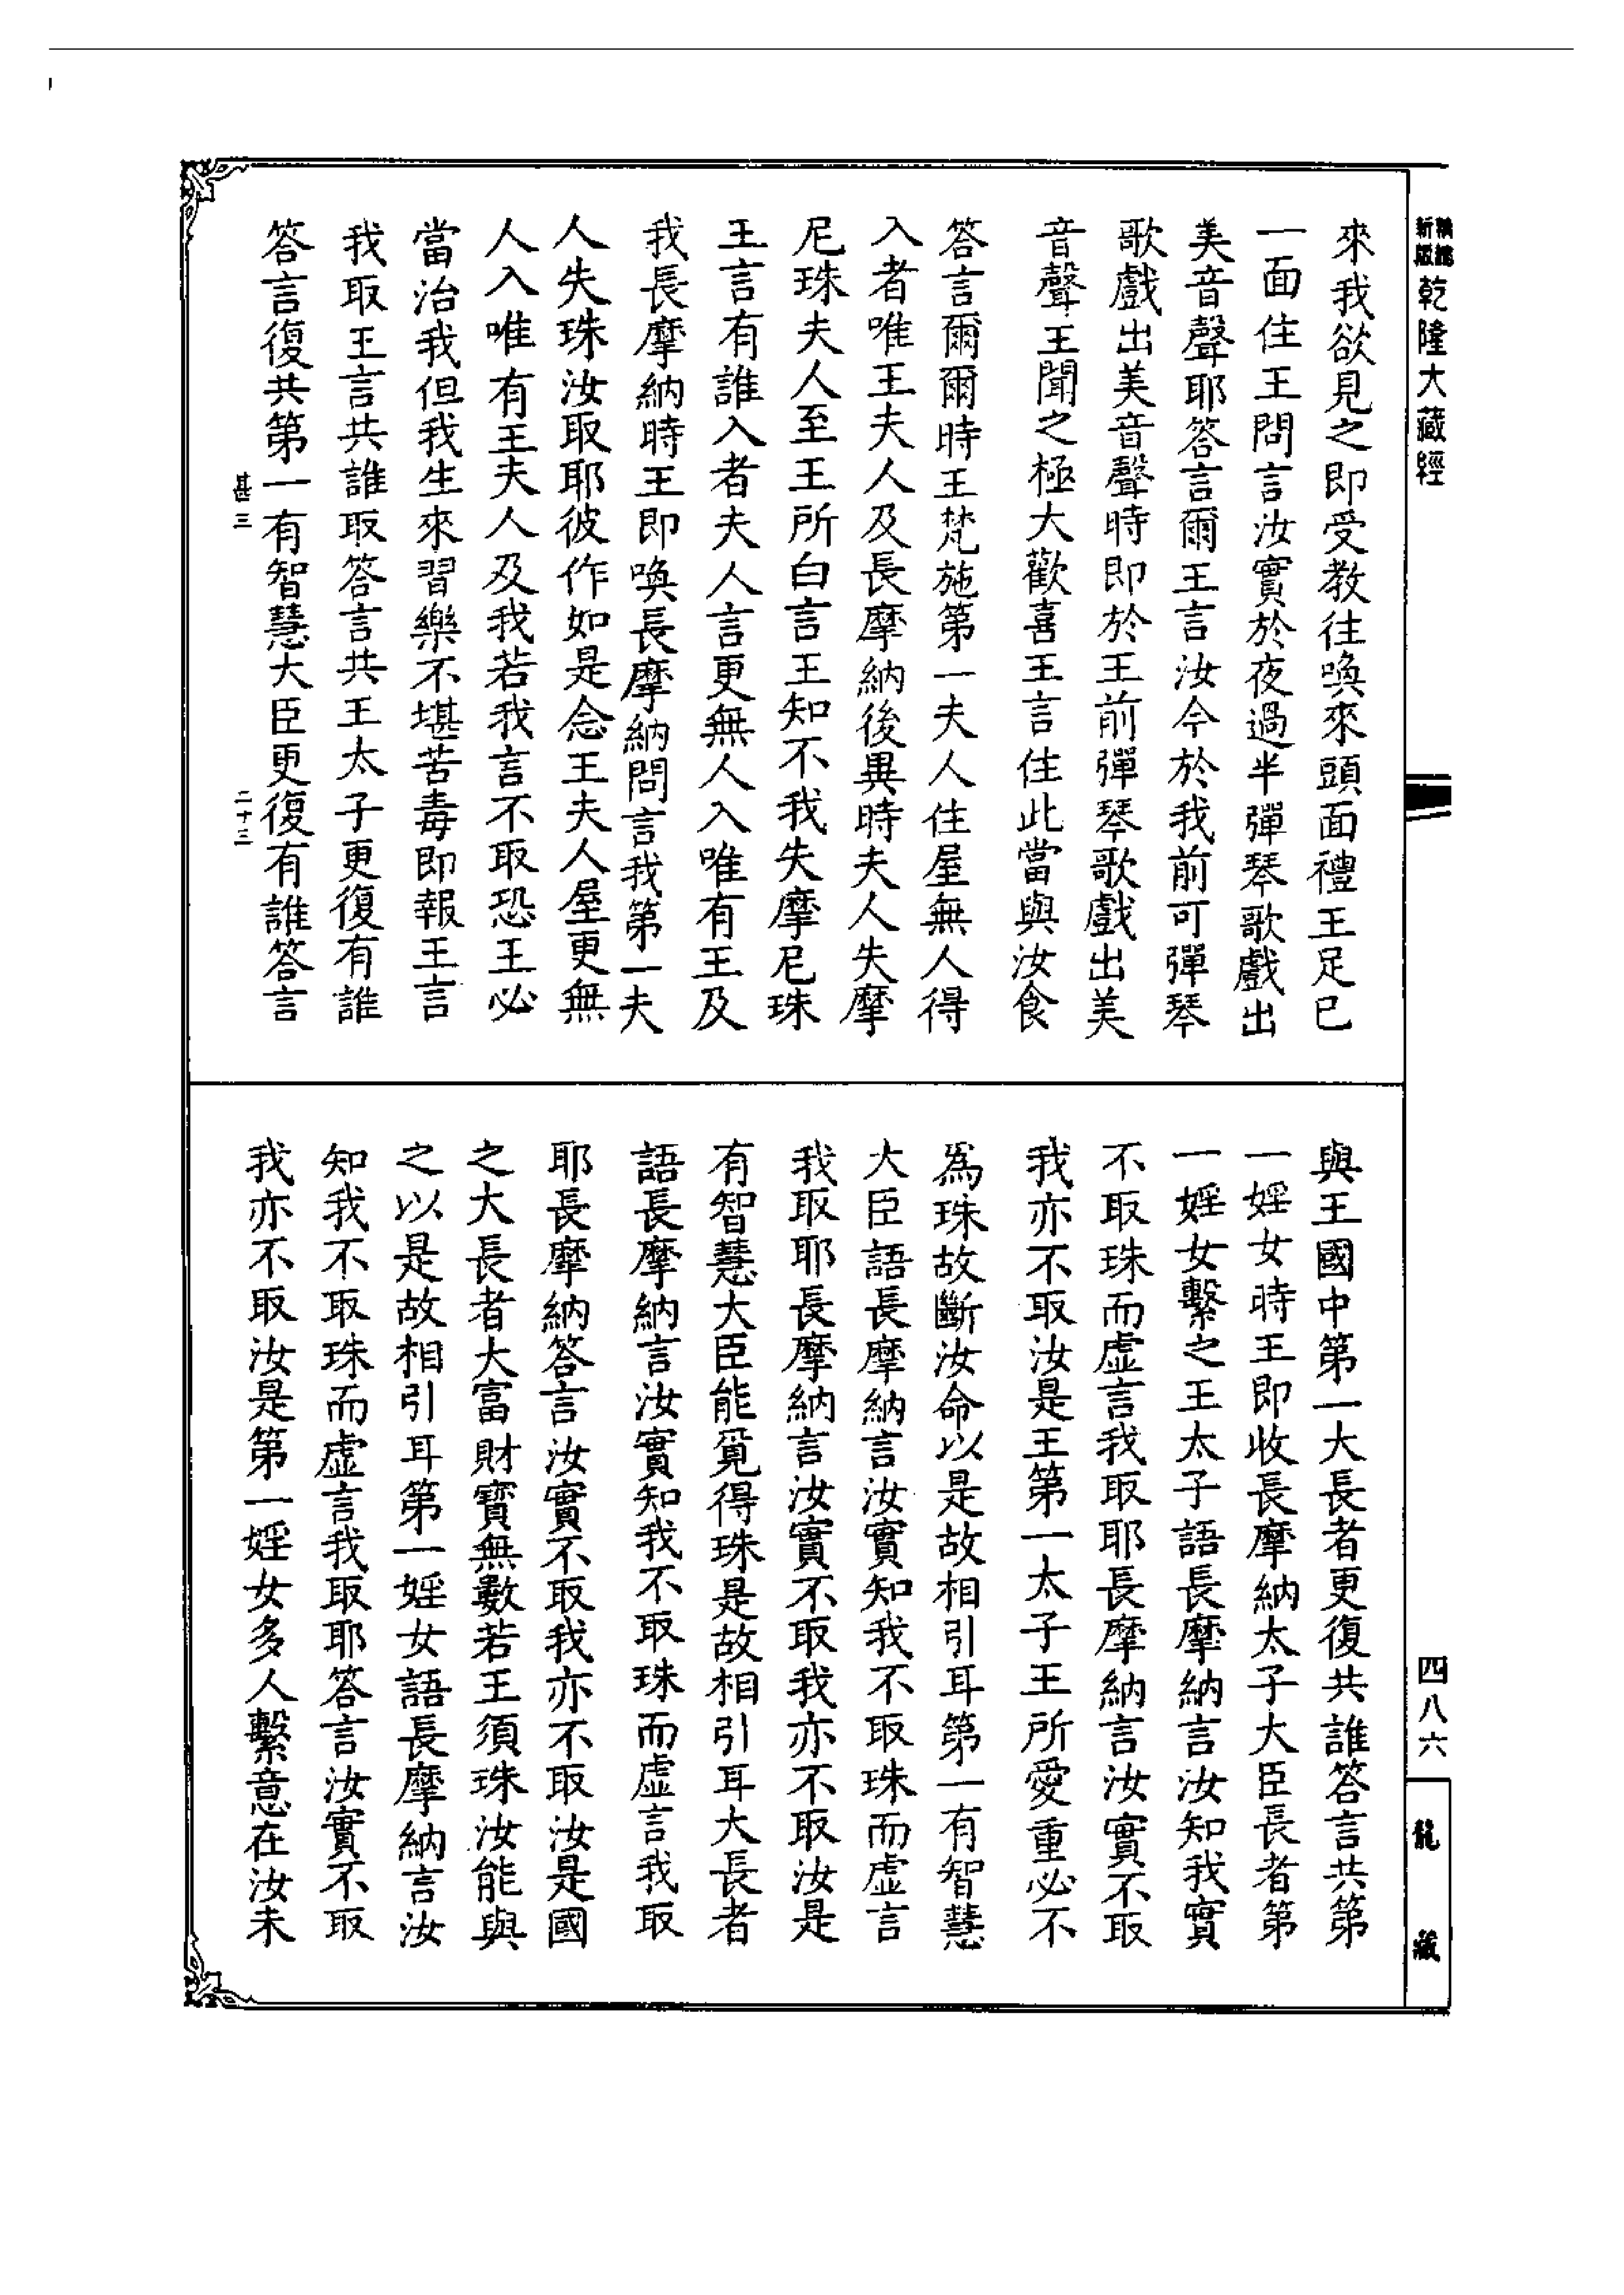 新版
乾隆大藏經
來我欲見之即受教往喚來頭面禮王足已
一面住王問言汝實於夜過半彈琴歌戲出
美音聲耶答言爾王言汝今於我前可彈琴
歌戲出美音聲時即於王前彈琴歌戲出美
音聲王聞之極大歡喜王言住此當與汝食
答言爾爾時王梵施第一夫人住屋無人得
入者唯王夫人及長摩納後異時夫人失摩
尼珠夫人至王所白言王知不我失摩尼珠
王言有誰入者夫人言更無人入唯有王及
我長摩納時王即喚長摩納問言我第一夫
人失珠汝取耶彼作如是念王夫人屋更無
人入唯有王夫人及我若我言不取恐王必
當治我但我生來習樂不堪苦毒即報王言
我取王言共誰取答言共王太子更復有誰
答言復共第一有智慧大臣更復有誰答言
甚三
二十三
與王國中第一大長者更復共誰答言共第
一婬女時王即收長摩納太子大臣長者第
一婬女繫之王太子語長摩納言汝知我實
不取珠而虛言我取耶長摩納言汝實不取
我亦不取汝是王第一太子王所愛重必不
為珠故斷汝命以是故相引耳第一有智慧
大臣語長摩納言汝實知我不取珠而虛言
我取耶長摩納言汝實不取我亦不取汝是
有智慧大臣能覓得珠是故相引耳大長者
語長摩納言汝實知我不取珠而虛言我取
耶長摩納答言汝實不取我亦不取汝是國
之大長者大富財寶無數若王須珠汝能與
之以是故相引耳第一婬女語長摩納言汝
知我不取珠而虛言我取耶答言汝實不取
我亦不取汝是第一婬女多人繫意在汝未
四八六
龍藏